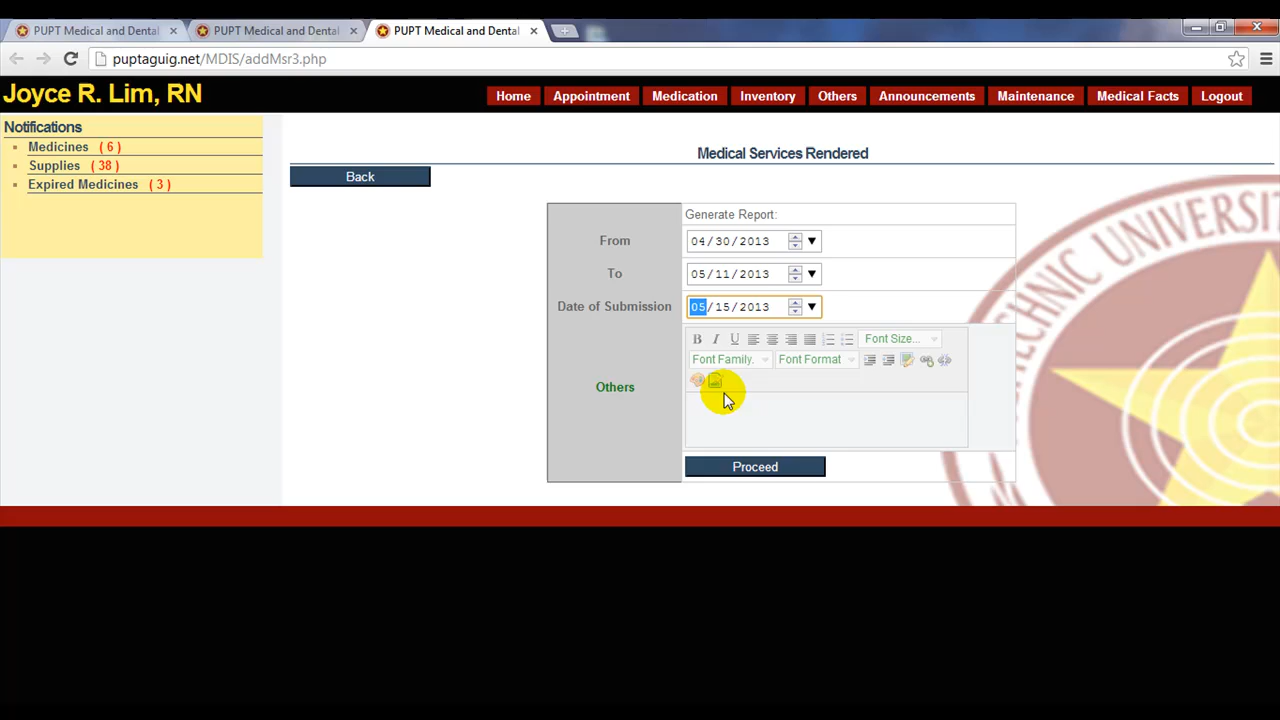 PUPT Medical and Dental
PUPT Medical and Dental
PUPT Medical and Dental
puptaguig.net/MDIS/addMsr3.php
Joyce R. Lim, RN
Home
Appointment
Medication
Inventory
Others
Announcements
Maintenance
Medical Facts
Logout
Notifications
Medicines ( 6 )
Supplies ( 38 )
Expired Medicines ( 3 )
Medical Services Rendered
Back
Generate Report:
From 04/30/2013
To 05/11/2013
Date of Submission 05/15/2013
B I U Font Size...
Font Family. Font Format
Others
Proceed
TECHNIC UNIVERSIT